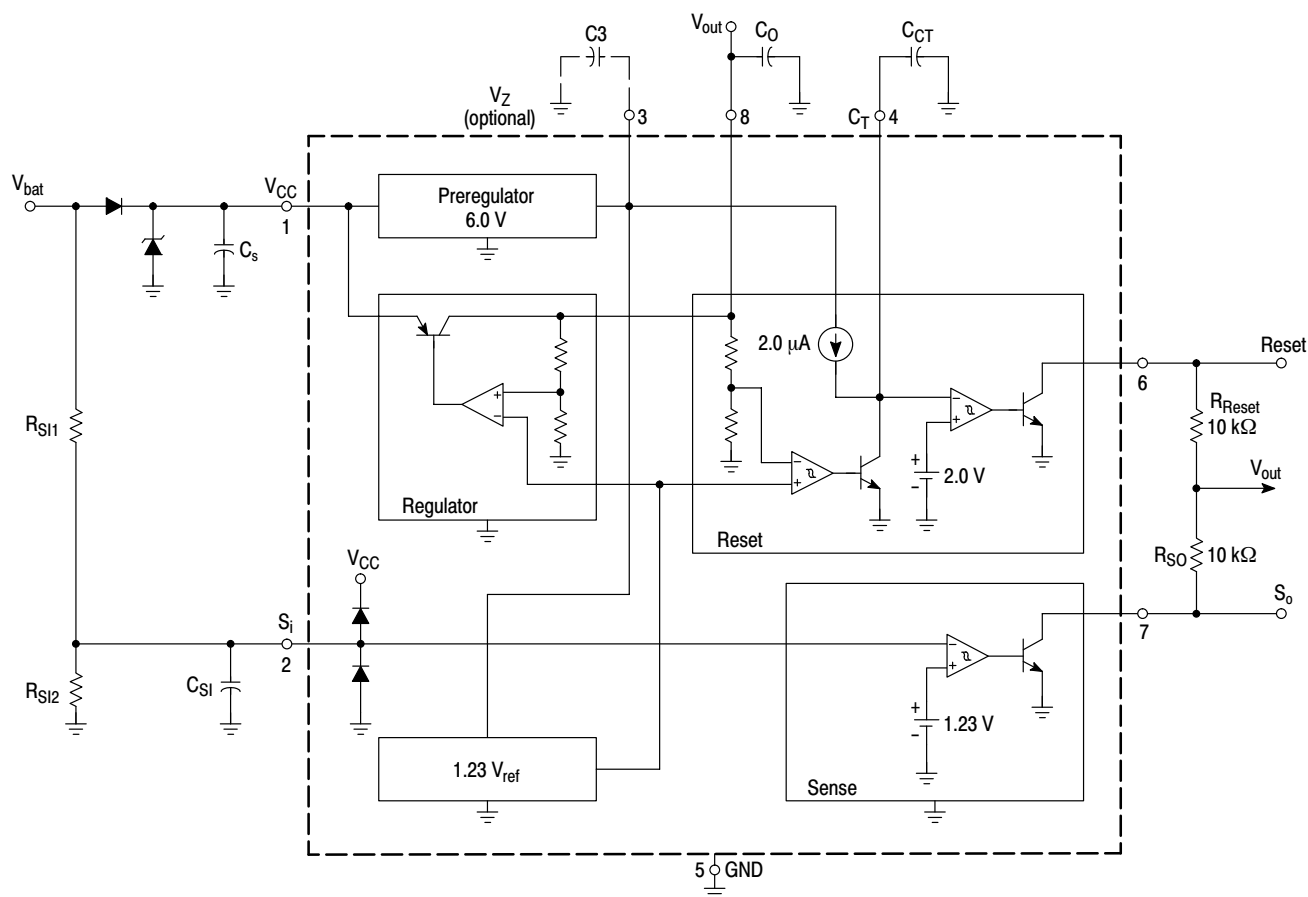 C3
Vout
CO
CCT
VZ
(optional)
3
8
CT
4
Vbat
VCC
1
Preregulator
6.0 V
Cs
2.0 μA
Reset
6
RReset
10 kΩ
RSI1
+
−
−
+
−
+
+
−
2.0 V
Vout
Regulator
Reset
RSO
10 kΩ
VCC
Si
2
So
7
−
+
RSI2
CSI
+
−
1.23 V
1.23 Vref
Sense
5
GND